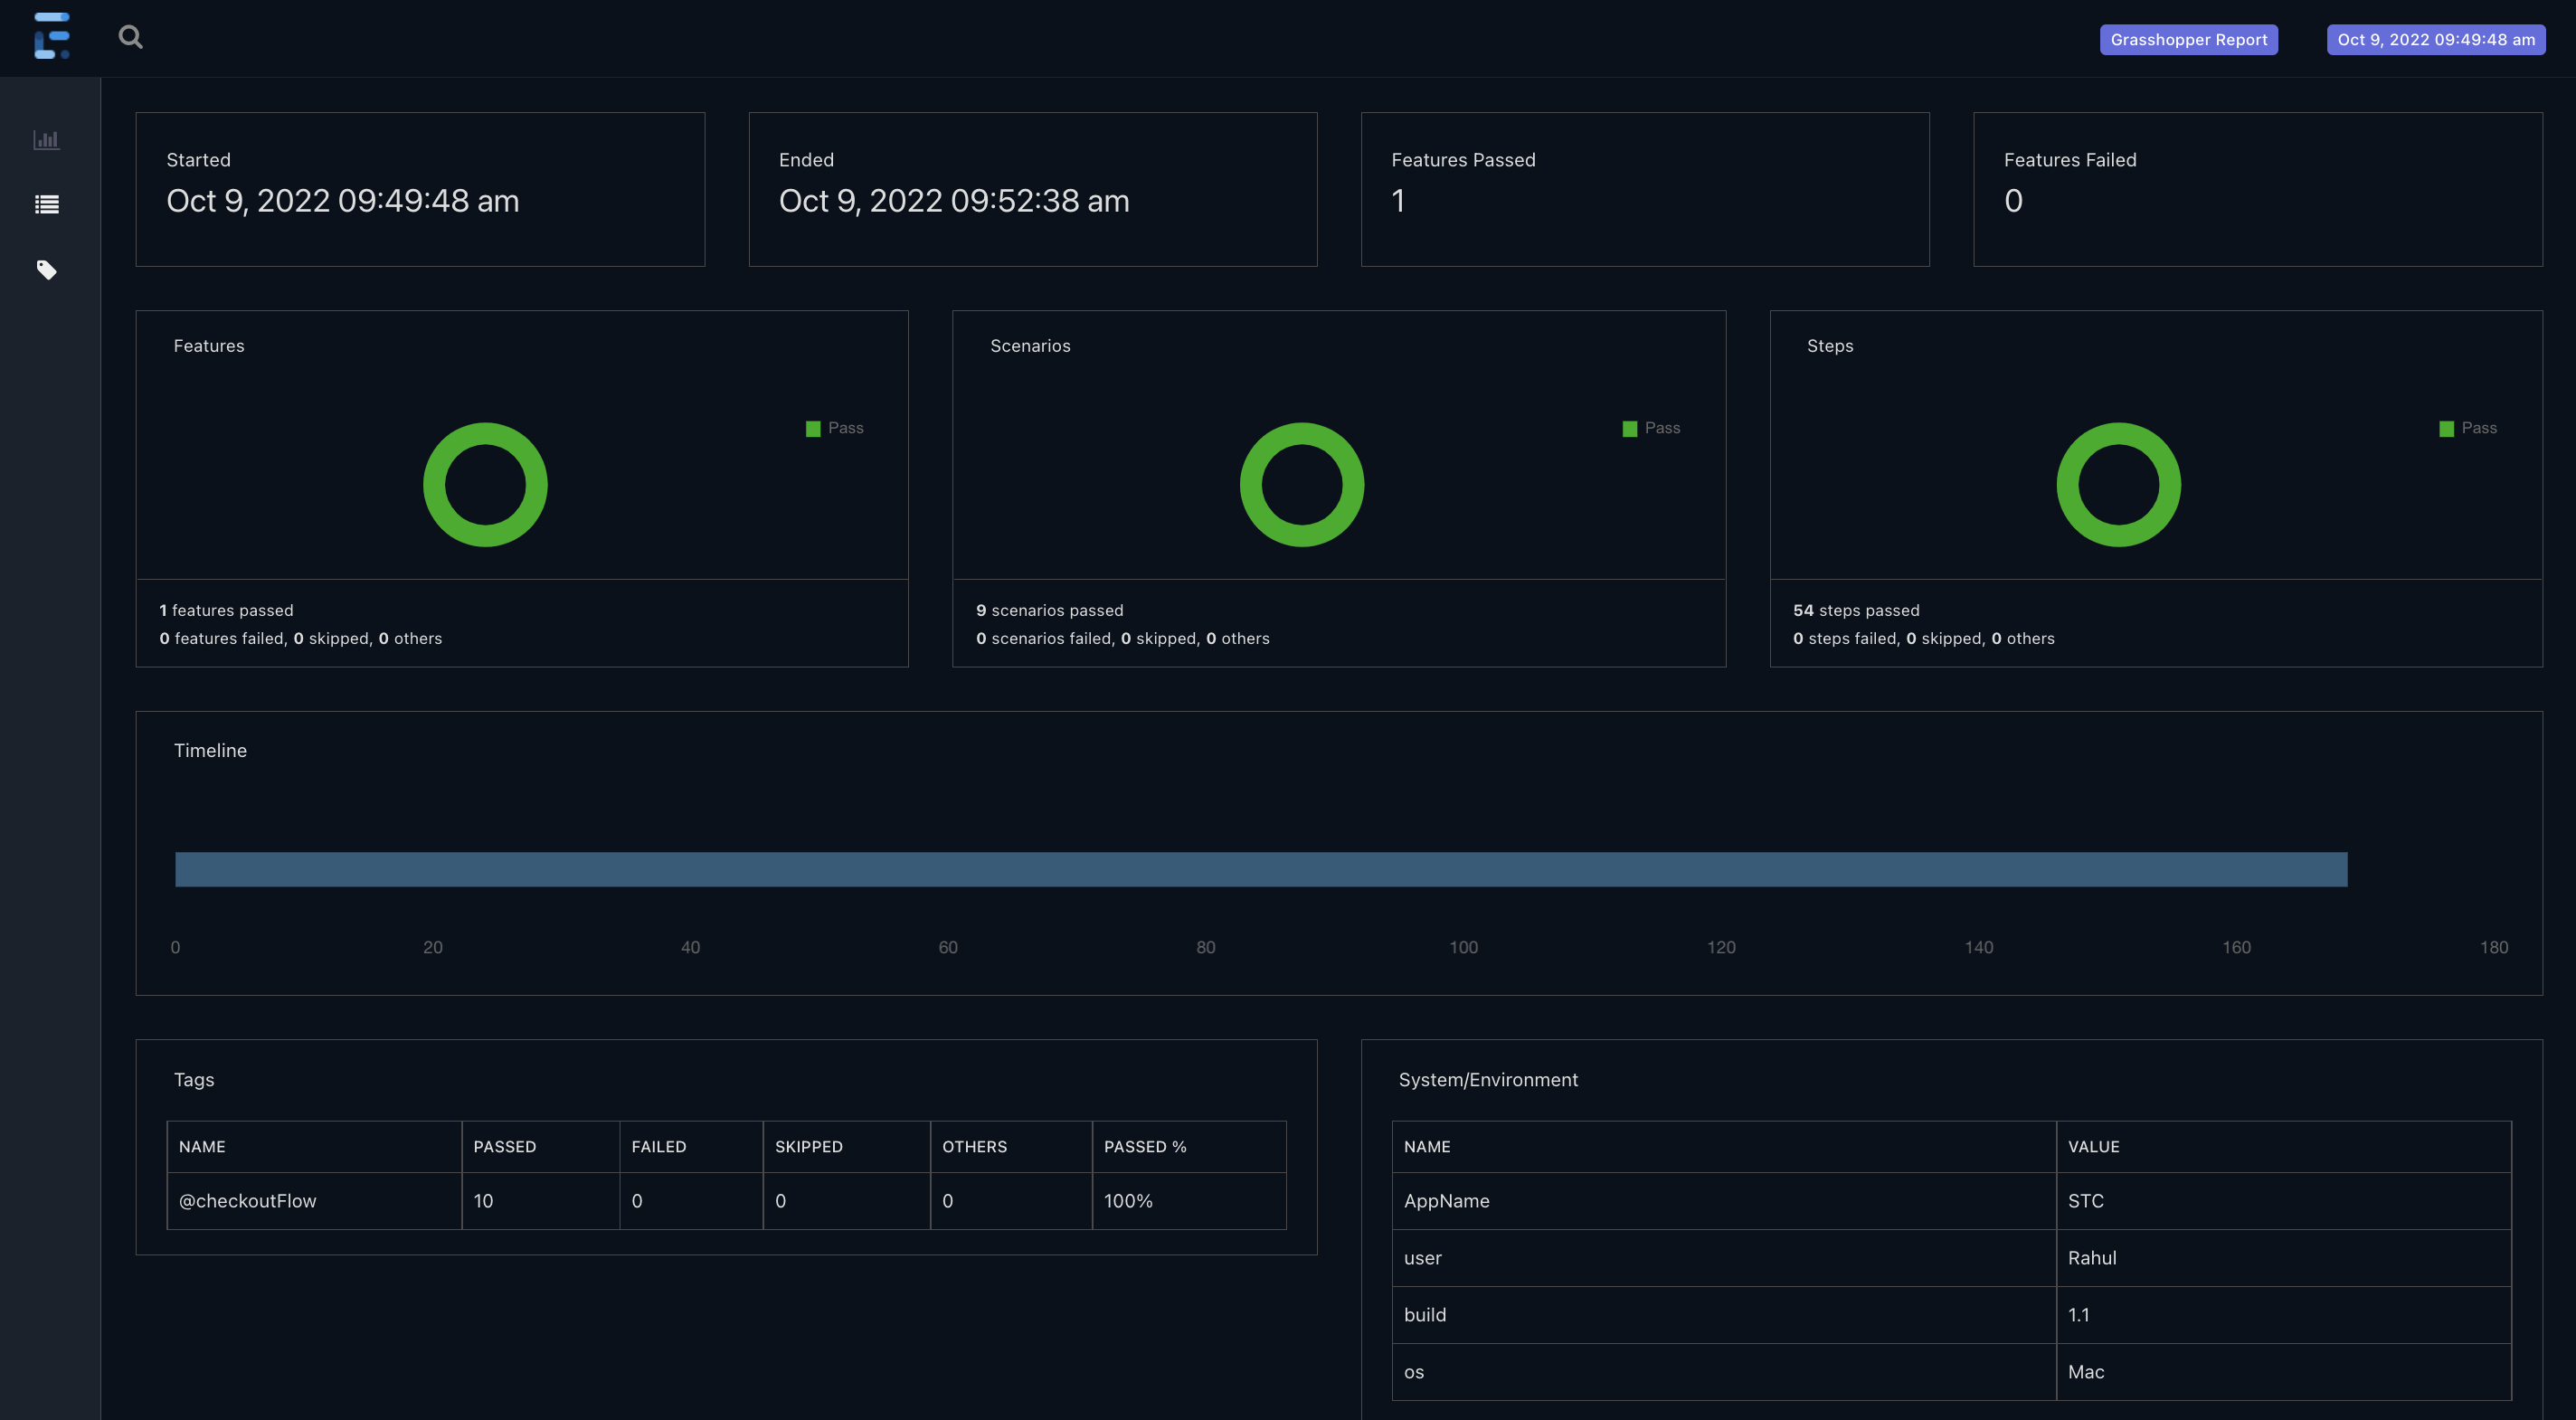 Grasshopper Report Oct 9, 2022 09:49:48 am
Started Ended Features Passed Features Failed
Oct 9, 2022 09:49:48 am Oct 9, 2022 09:52:38 am 1 0
Features Scenarios Steps
Pass Pass Pass
1 features passed 9 scenarios passed 54 steps passed
0 features failed, 0 skipped, 0 others 0 scenarios failed, 0 skipped, 0 others 0 steps failed, 0 skipped, 0 others
Timeline
0 20 40 60 80 100 120 140 160 180
Tags System/Environment
NAME PASSED FAILED SKIPPED OTHERS PASSED % NAME VALUE
@checkoutFlow 10 0 0 0 100% AppName STC
user Rahul
build 1.1
os Mac